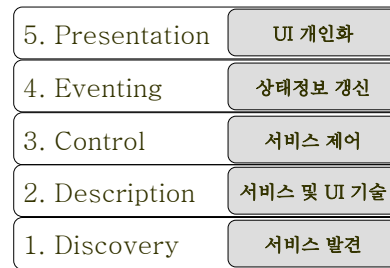 5. Presentation UI 개인화
4. Eventing 상태정보 갱신
3. Control 서비스 제어
2. Description 서비스 및 UI 기술
1. Discovery 서비스 발견